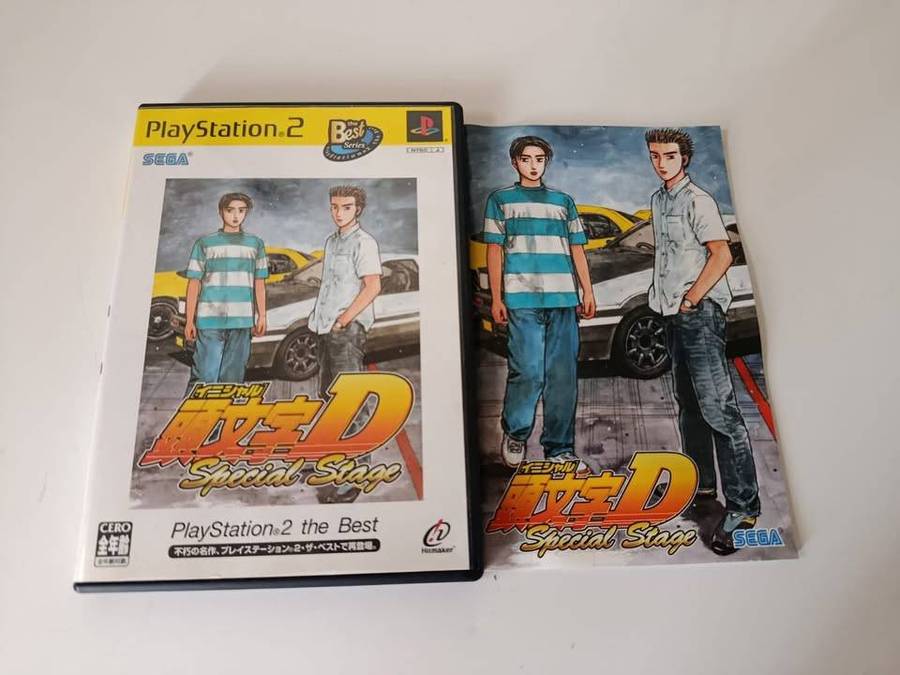 PlayStation®2
the
Best
Series
NTSC J
SEGA®
イニシャル
頭文字D
Special Stage
PlayStation®2 the Best
不朽の名作、プレイステーション®2・ザ・ベストで再登場。
CERO
全年齢
Hitmaker
イニシャル
頭文字D
Special Stage
SEGA